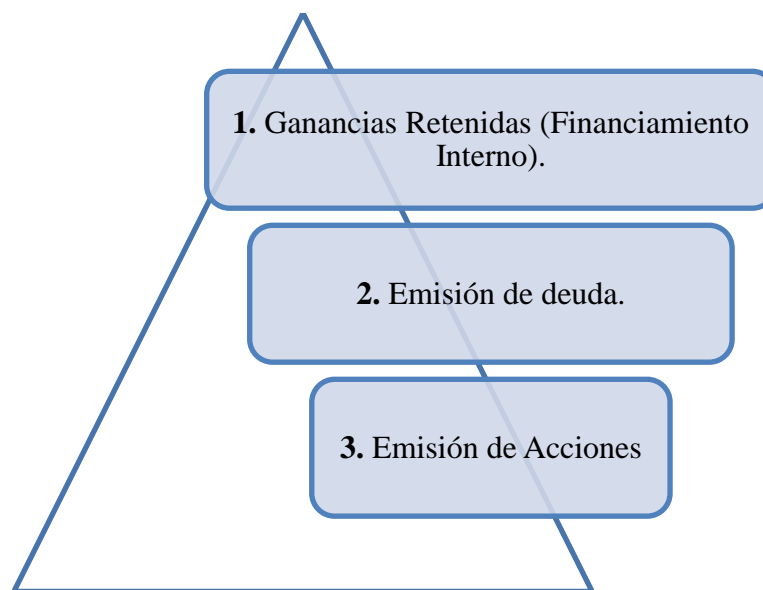 1. Ganancias Retenidas (Financiamiento
Interno).
2. Emisión de deuda.
3. Emisión de Acciones